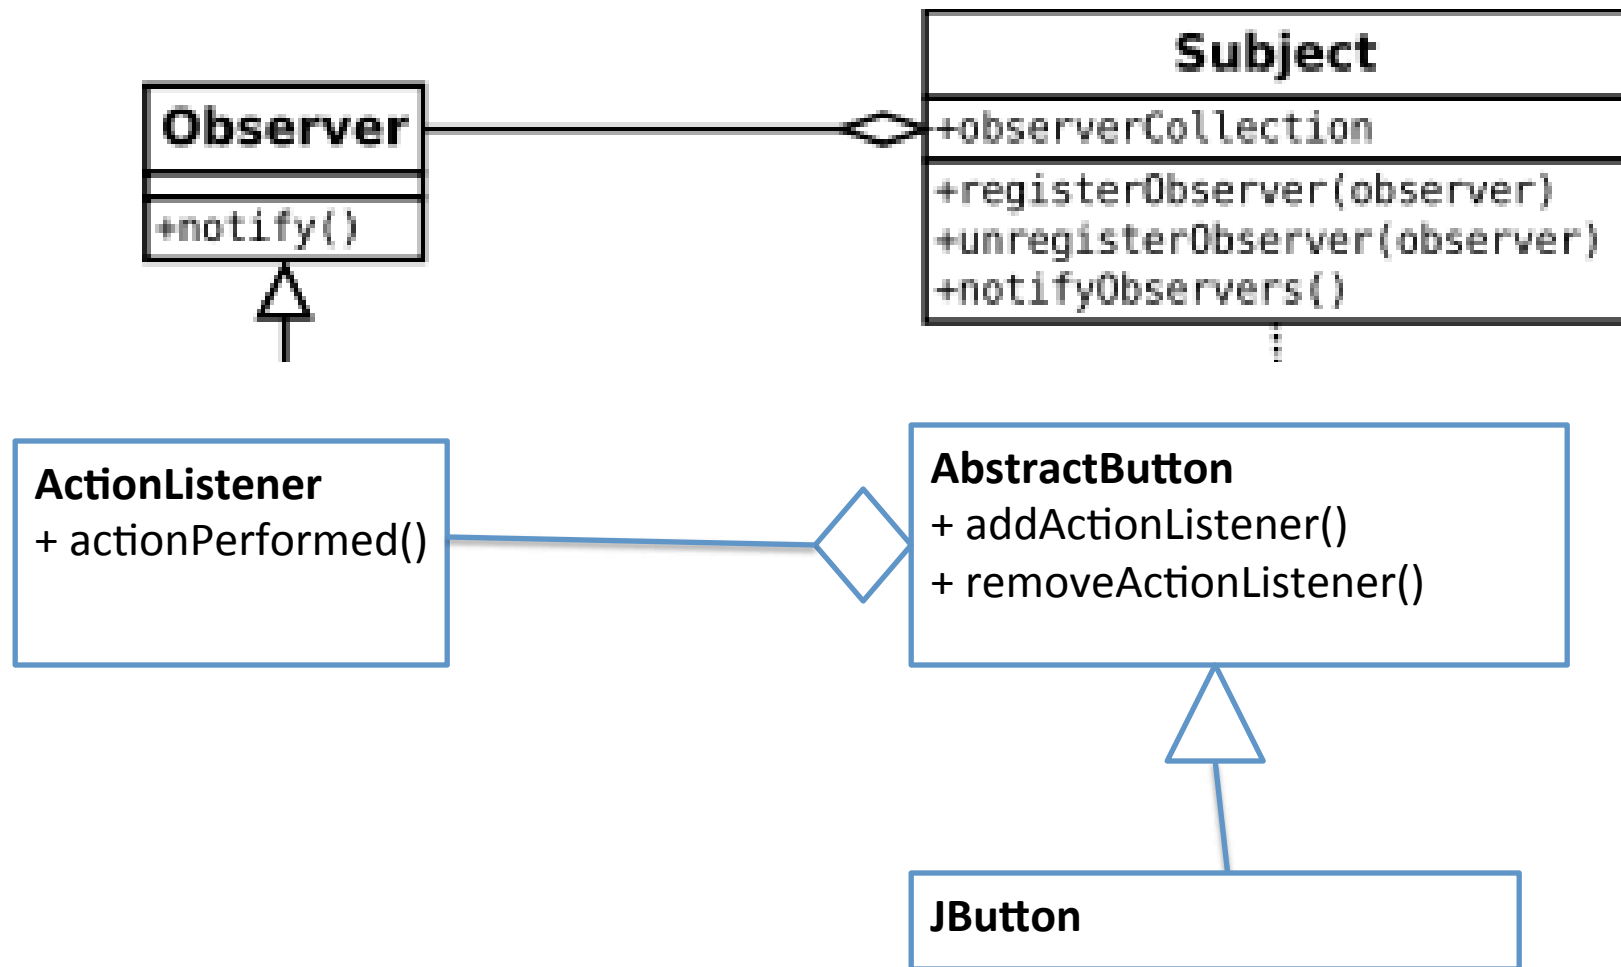 Observer
+notify()
Subject
+observerCollection
+registerObserver(observer)
+unregisterObserver(observer)
+notifyObservers()
ActionListener
+ actionPerformed()
AbstractButton
+ addActionListener()
+ removeActionListener()
JButton